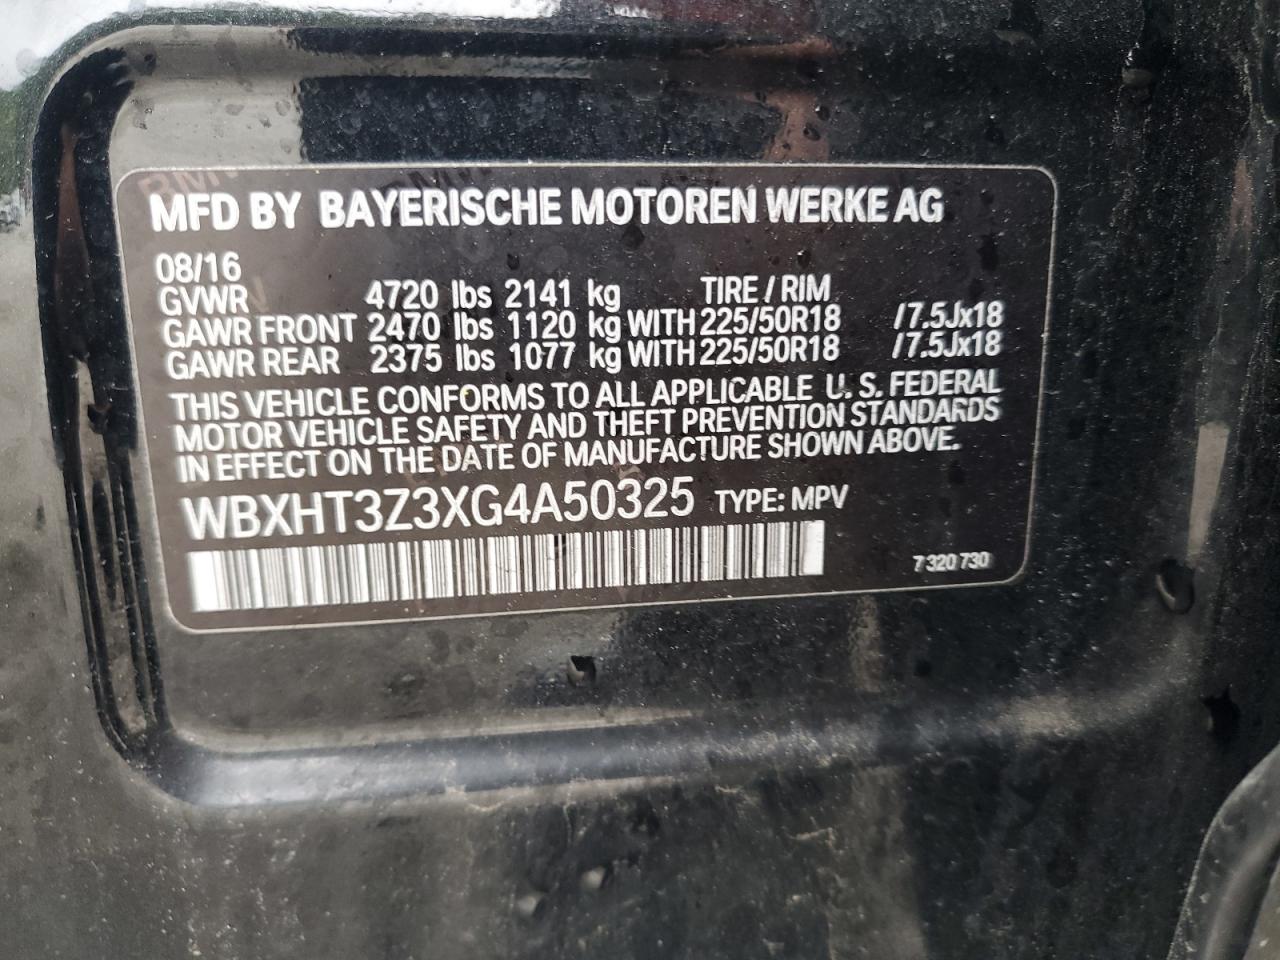 MFD BY BAYERISCHE MOTOREN WERKE AG
08/16
GVWR 4720 lbs 2141 kg TIRE / RIM
GAWR FRONT 2470 lbs 1120 kg WITH 225/50R18 /7.5Jx18
GAWR REAR 2375 lbs 1077 kg WITH 225/50R18 /7.5Jx18
THIS VEHICLE CONFORMS TO ALL APPLICABLE U. S. FEDERAL
MOTOR VEHICLE SAFETY AND THEFT PREVENTION STANDARDS
IN EFFECT ON THE DATE OF MANUFACTURE SHOWN ABOVE.
WBXHT3Z3XG4A50325 TYPE: MPV
7 320 730